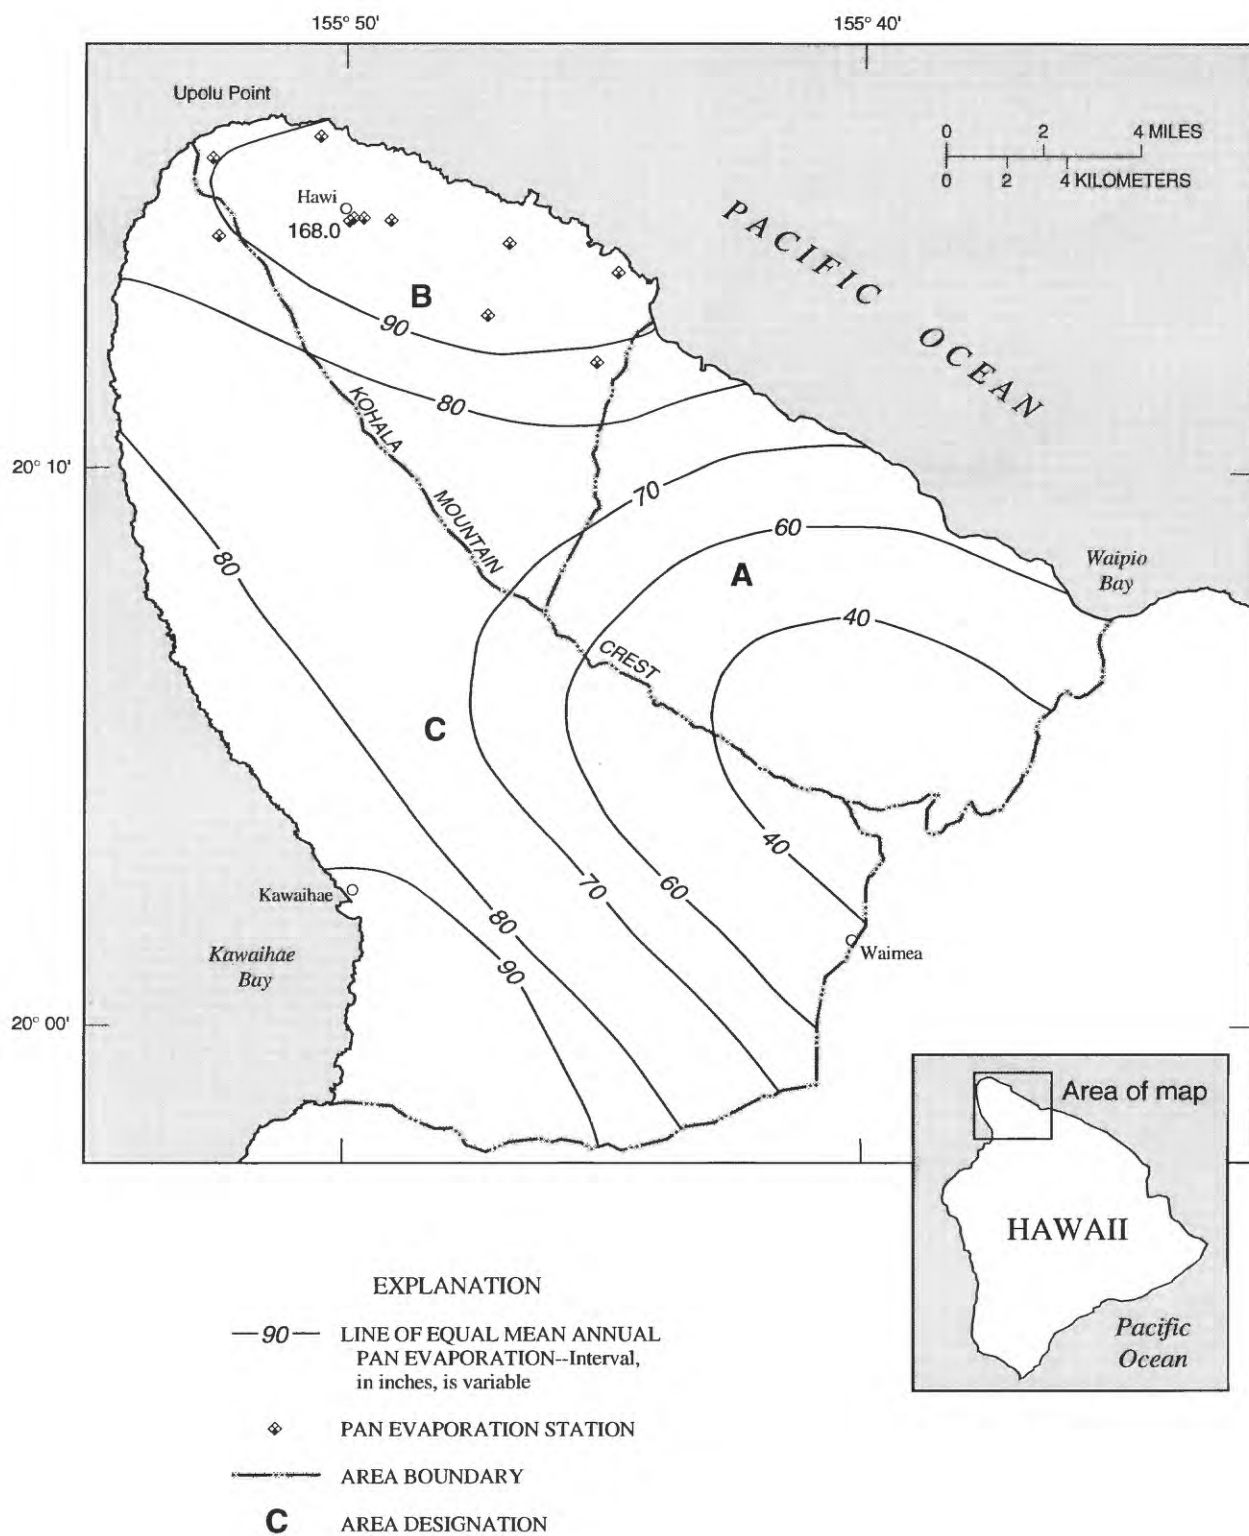 155° 50'
155° 40'
Upolu Point
0 2 4 MILES
0 2 4 KILOMETERS
PACIFIC OCEAN
Hawi
168.0
B
90
80
KOHALA MOUNTAIN CREST
20° 10'
70
60
A
Waipio
Bay
80
40
C
40
70
60
80
90
Kawaihae
Kawaihae
Bay
Waimea
20° 00'
Area of map
HAWAII
Pacific
Ocean
EXPLANATION
90 LINE OF EQUAL MEAN ANNUAL
PAN EVAPORATION--Interval,
in inches, is variable
PAN EVAPORATION STATION
AREA BOUNDARY
C AREA DESIGNATION